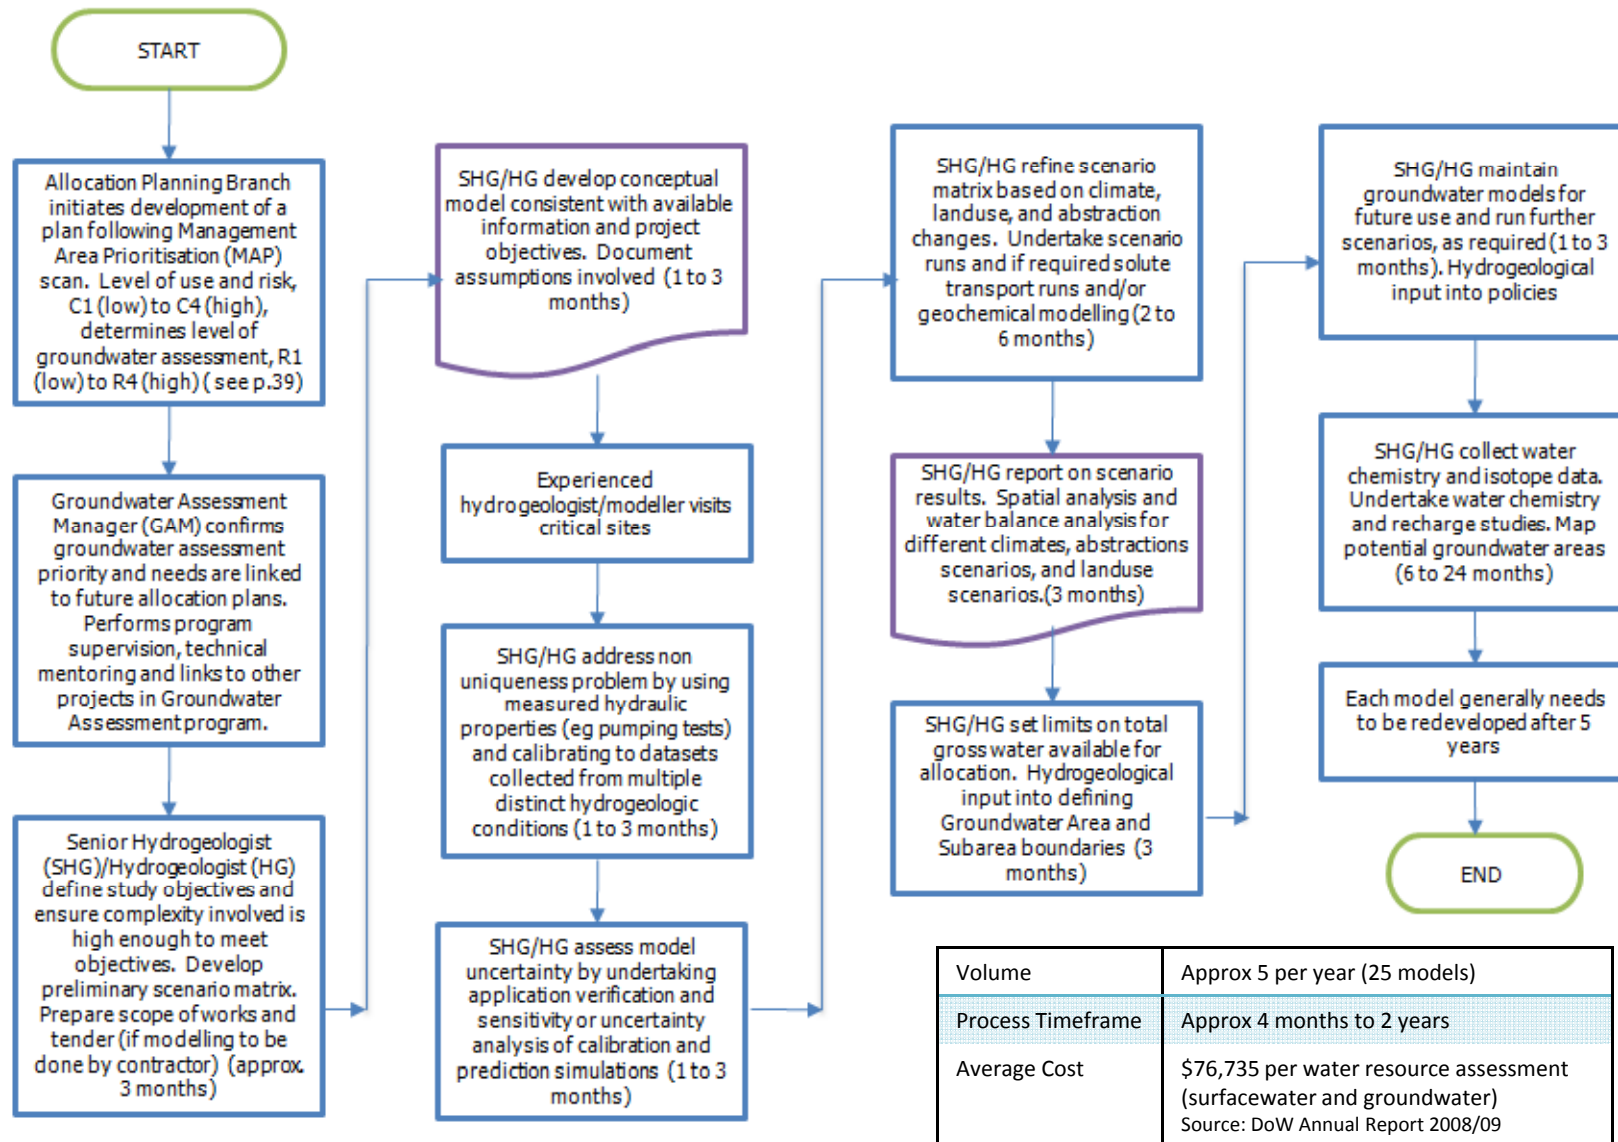 START
Allocation Planning Branch
initiates development of a
plan following Management
Area Prioritisation (MAP)
scan. Level of use and risk,
C1 (low) to C4 (high),
determines level of
groundwater assessment, R1
(low) to R4 (high) ( see p.39)
Groundwater Assessment
Manager (GAM) confirms
groundwater assessment
priority and needs are linked
to future allocation plans.
Performs program
supervision, technical
mentoring and links to other
projects in Groundwater
Assessment program.
Senior Hydrogeologist
(SHG)/Hydrogeologist (HG)
define study objectives and
ensure complexity involved is
high enough to meet
objectives. Develop
preliminary scenario matrix.
Prepare scope of works and
tender (if modelling to be
done by contractor) (approx.
3 months)
SHG/HG develop conceptual
model consistent with available
information and project
objectives. Document
assumptions involved (1 to 3
months)
Experienced
hydrogeologist/modeller visits
critical sites
SHG/HG address non
uniqueness problem by using
measured hydraulic
properties (eg pumping tests)
and calibrating to datasets
collected from multiple
distinct hydrogeologic
conditions (1 to 3 months)
SHG/HG assess model
uncertainty by undertaking
application verification and
sensitivity or uncertainty
analysis of calibration and
prediction simulations (1 to 3
months)
SHG/HG refine scenario
matrix based on climate,
landuse, and abstraction
changes. Undertake scenario
runs and if required solute
transport runs and/or
geochemical modelling (2 to
6 months)
SHG/HG report on scenario
results. Spatial analysis and
water balance analysis for
different climates, abstractions
scenarios, and landuse
scenarios.(3 months)
SHG/HG set limits on total
gross water available for
allocation. Hydrogeological
input into defining
Groundwater Area and
Subarea boundaries (3
months)
SHG/HG maintain
groundwater models for
future use and run further
scenarios, as required (1 to 3
months). Hydrogeological
input into policies
SHG/HG collect water
chemistry and isotope data.
Undertake water chemistry
and recharge studies. Map
potential groundwater areas
(6 to 24 months)
Each model generally needs
to be redeveloped after 5
years
END
Volume Approx 5 per year (25 models)
Process Timeframe Approx 4 months to 2 years
Average Cost $76,735 per water resource assessment
(surfacewater and groundwater)
Source: DoW Annual Report 2008/09